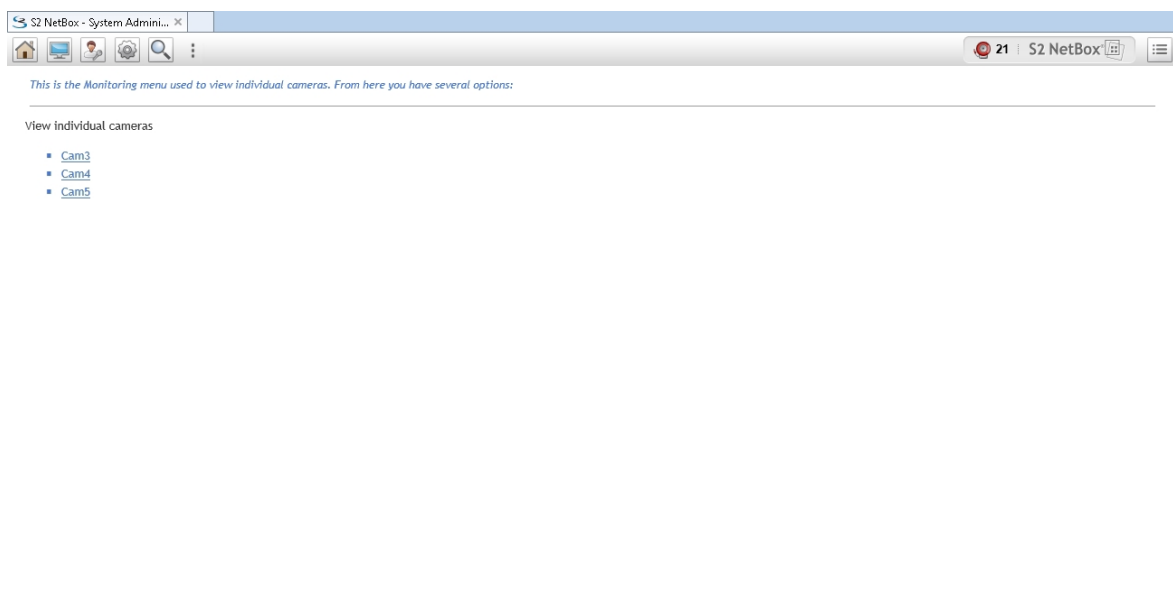 S2 NetBox - System Admini...
21 S2 NetBox
This is the Monitoring menu used to view individual cameras. From here you have several options:
View individual cameras
Cam3
Cam4
Cam5